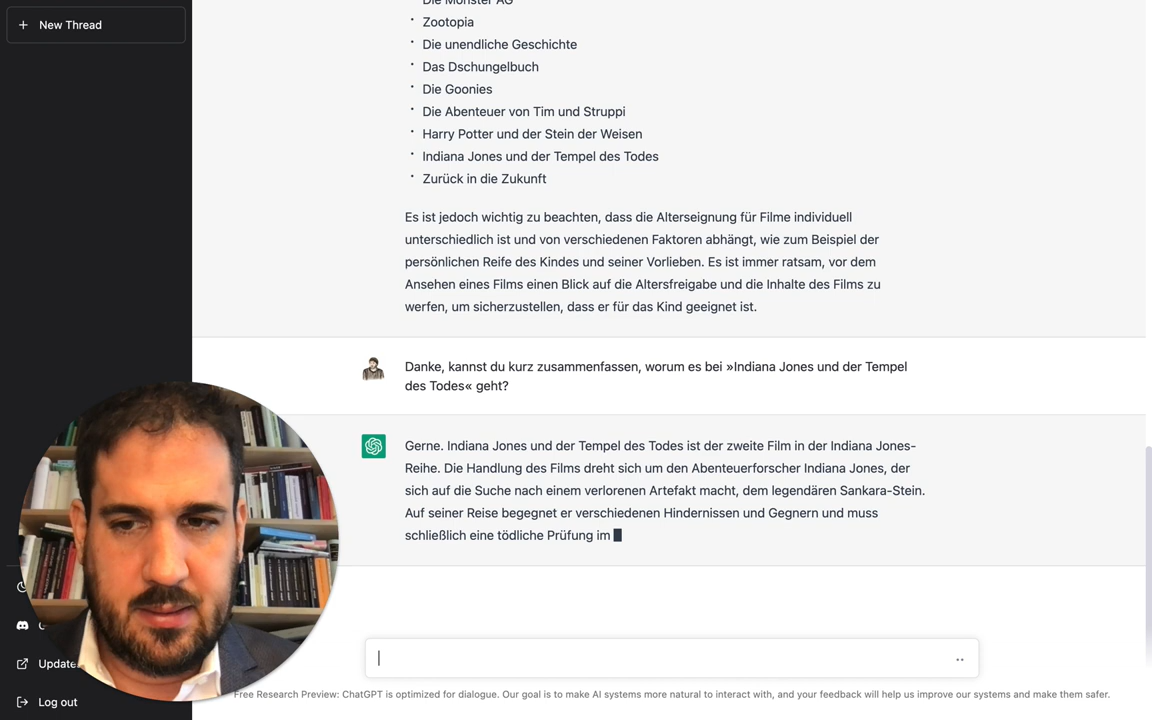 New Thread
Die Monster AG
Zootopia
Die unendliche Geschichte
Das Dschungelbuch
Die Goonies
Die Abenteuer von Tim und Struppi
Harry Potter und der Stein der Weisen
Indiana Jones und der Tempel des Todes
Zurück in die Zukunft
Es ist jedoch wichtig zu beachten, dass die Alterseignung für Filme individuell
unterschiedlich ist und von verschiedenen Faktoren abhängt, wie zum Beispiel der
persönlichen Reife des Kindes und seiner Vorlieben. Es ist immer ratsam, vor dem
Ansehen eines Films einen Blick auf die Altersfreigabe und die Inhalte des Films zu
werfen, um sicherzustellen, dass er für das Kind geeignet ist.
Danke, kannst du kurz zusammenfassen, worum es bei »Indiana Jones und der Tempel
des Todes« geht?
Gerne. Indiana Jones und der Tempel des Todes ist der zweite Film in der Indiana Jones-
Reihe. Die Handlung des Films dreht sich um den Abenteuerforscher Indiana Jones, der
sich auf die Suche nach einem verlorenen Artefakt macht, dem legendären Sankara-Stein.
Auf seiner Reise begegnet er verschiedenen Hindernissen und Gegnern und muss
schließlich eine tödliche Prüfung im
Update
Log out
Free Research Preview: ChatGPT is optimized for dialogue. Our goal is to make AI systems more natural to interact with, and your feedback will help us improve our systems and make them safer.